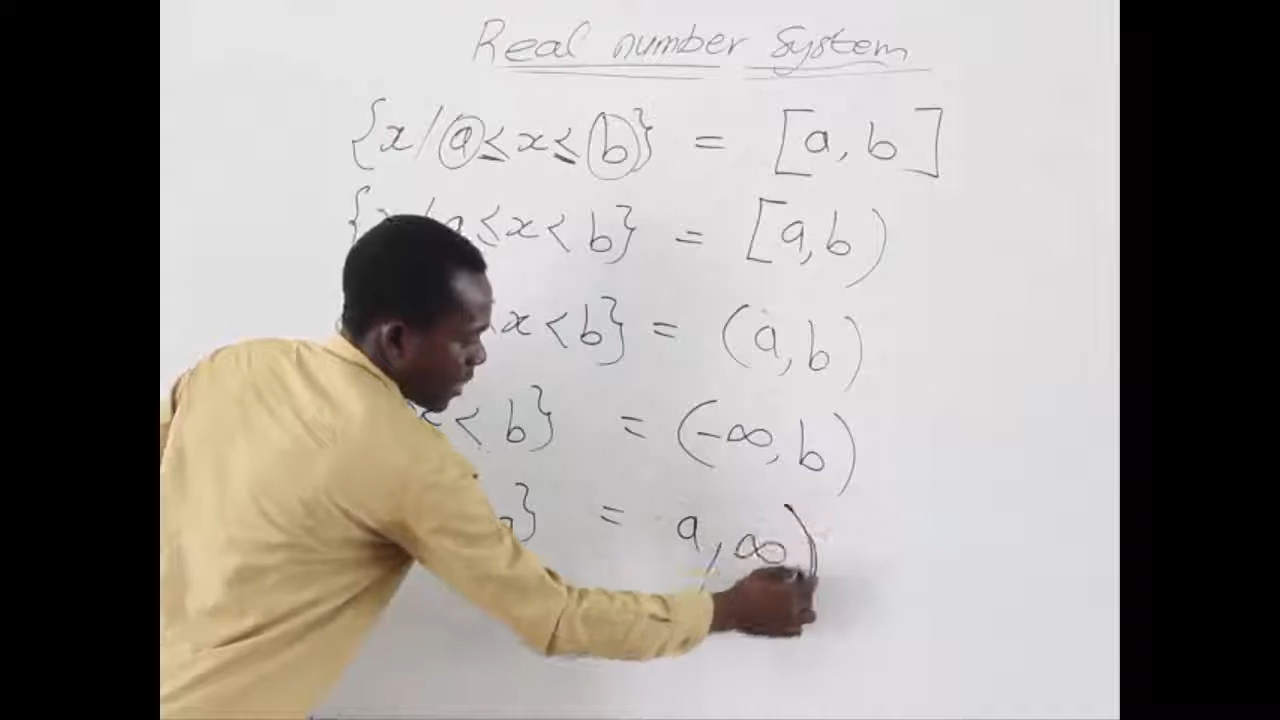 Real number System
{x/a≤x≤b} = [a, b]
≤x<b} = [a,b)
x<b} = (a,b)
< b} = (-∞, b)
} = a, ∞)